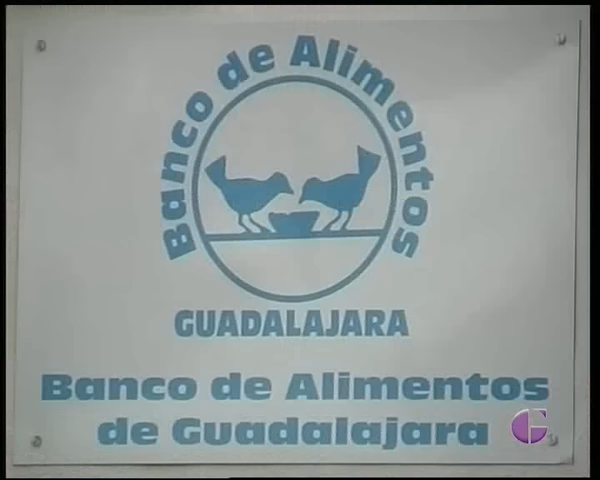 Banco de Alimentos
GUADALAJARA
Banco de Alimentos
de Guadalajara
G